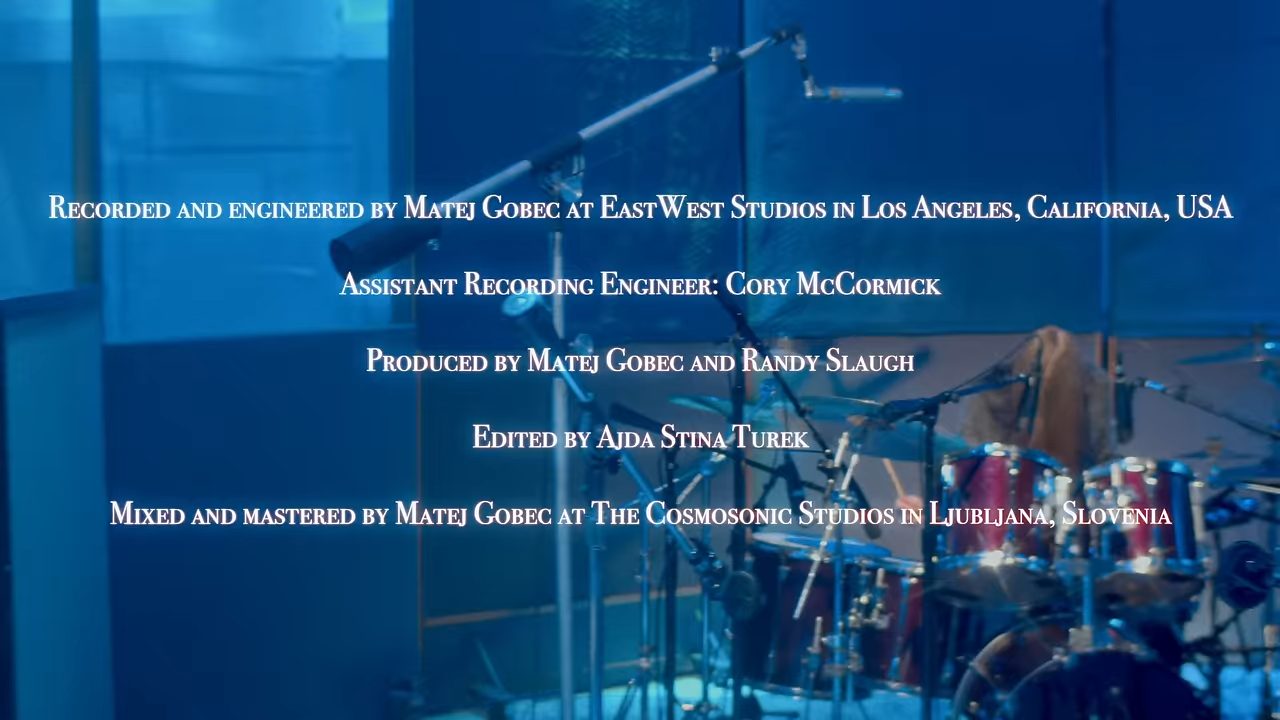 Recorded and engineered by Matej Gobec at EastWest Studios in Los Angeles, California, USA
Assistant Recording Engineer: Cory McCormick
Produced by Matej Gobec and Randy Slaugh
Edited by Ajda Stina Turek
Mixed and mastered by Matej Gobec at The Cosmosonic Studios in Ljubljana, Slovenia